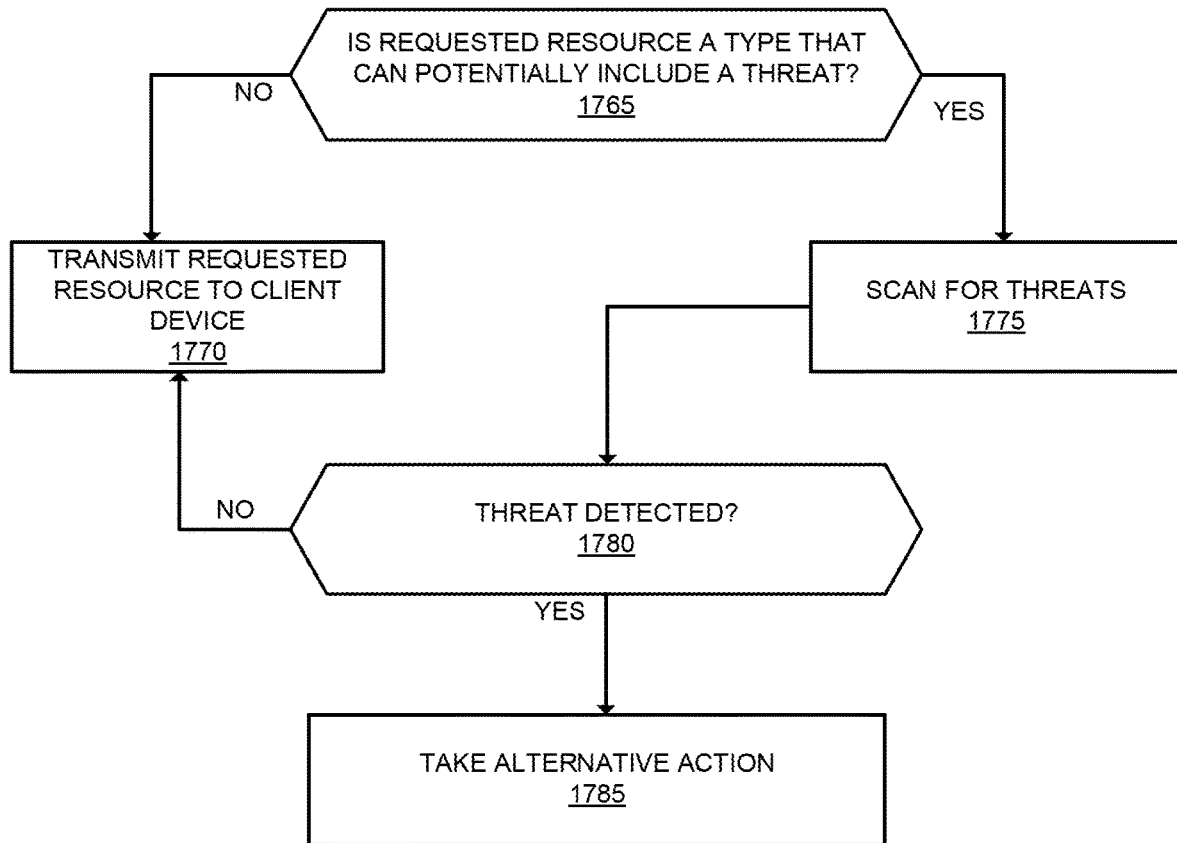 IS REQUESTED RESOURCE A TYPE THAT
CAN POTENTIALLY INCLUDE A THREAT?
1765
NO
YES
TRANSMIT REQUESTED
RESOURCE TO CLIENT
DEVICE
1770
SCAN FOR THREATS
1775
NO
THREAT DETECTED?
1780
YES
TAKE ALTERNATIVE ACTION
1785